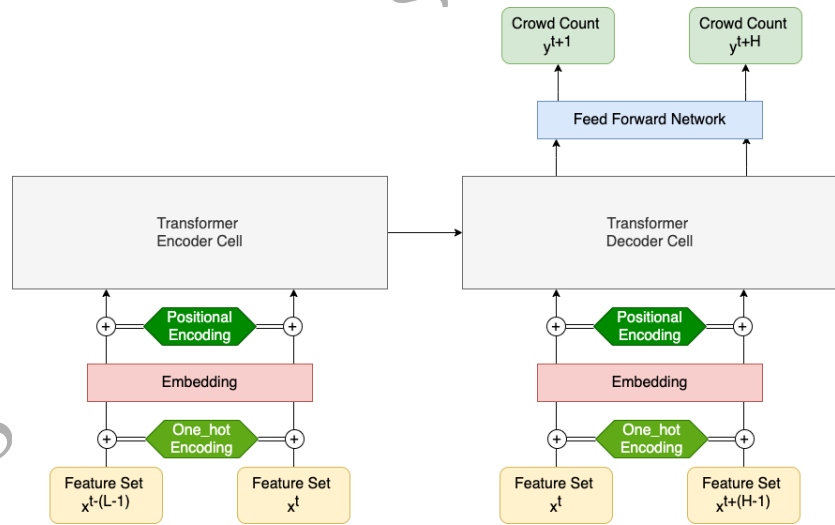 Crowd Count
y^t+1
Crowd Count
y^t+H
Feed Forward Network
Transformer
Encoder Cell
Transformer
Decoder Cell
Positional
Encoding
+
+
Positional
Encoding
+
+
Embedding
Embedding
One_hot
Encoding
+
+
One_hot
Encoding
+
+
Feature Set
x^t-(L-1)
Feature Set
x^t
Feature Set
x^t
Feature Set
x^t+(H-1)